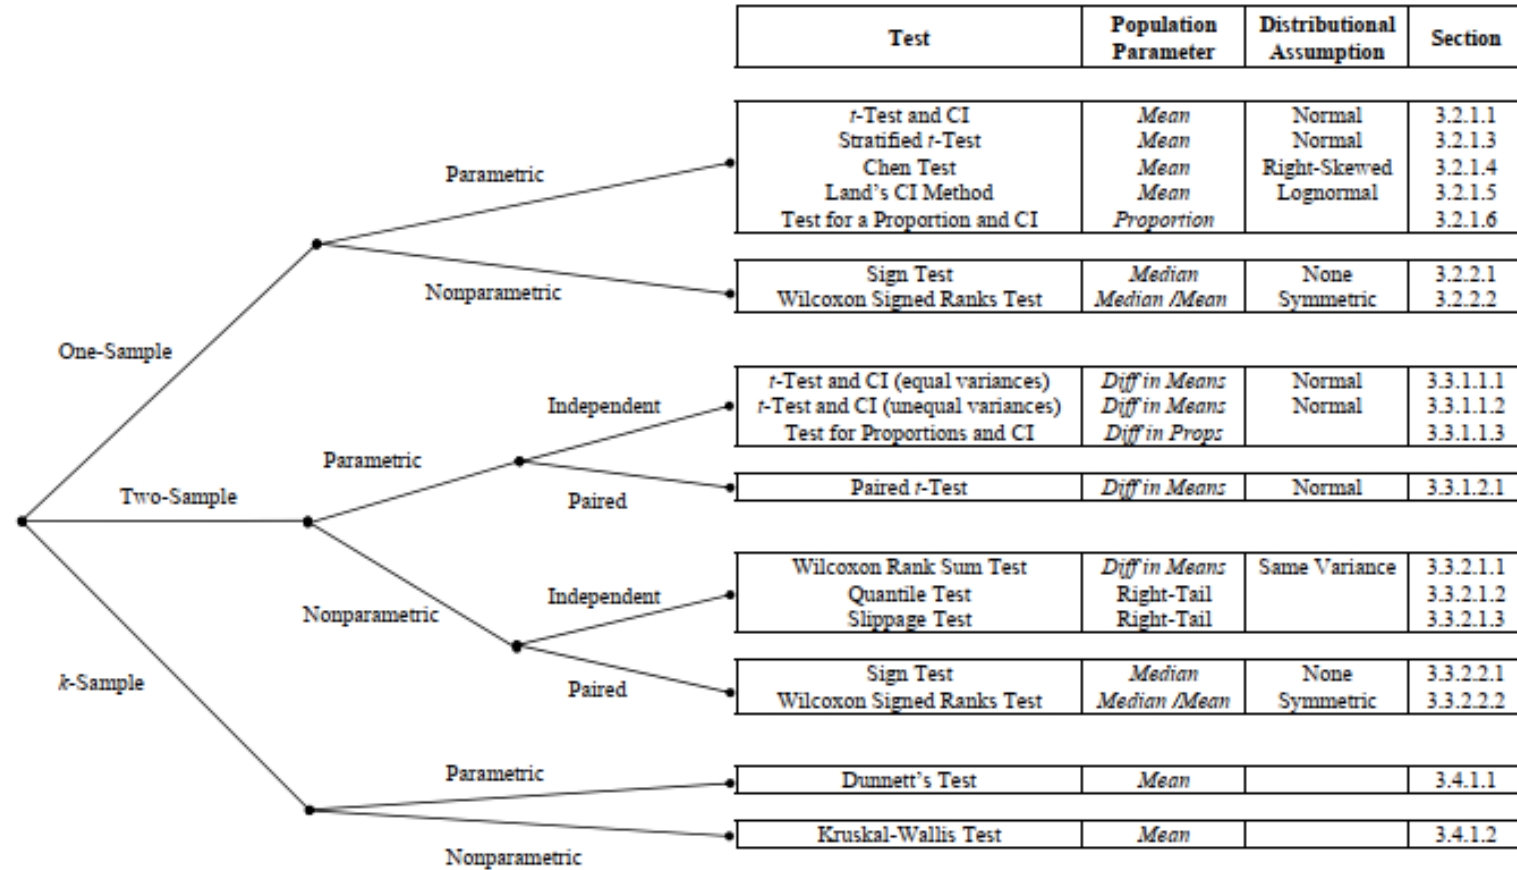 Test Population Parameter Distributional Assumption Section
t-Test and CI Mean Normal 3.2.1.1
Stratified t-Test Mean Normal 3.2.1.3
Parametric
Chen Test Mean Right-Skewed 3.2.1.4
Land's CI Method Mean Lognormal 3.2.1.5
Test for a Proportion and CI Proportion 3.2.1.6
Sign Test Median None 3.2.2.1
Nonparametric
Wilcoxon Signed Ranks Test Median /Mean Symmetric 3.2.2.2
One-Sample
t-Test and CI (equal variances) Diff in Means Normal 3.3.1.1.1
Independent
t-Test and CI (unequal variances) Diff in Means Normal 3.3.1.1.2
Test for Proportions and CI Diff in Props 3.3.1.1.3
Parametric
Paired t-Test Diff in Means Normal 3.3.1.2.1
Two-Sample
Paired
Wilcoxon Rank Sum Test Diff in Means Same Variance 3.3.2.1.1
Independent
Quantile Test Right-Tail 3.3.2.1.2
Nonparametric
Slippage Test Right-Tail 3.3.2.1.3
Sign Test Median None 3.3.2.2.1
k-Sample
Paired
Wilcoxon Signed Ranks Test Median /Mean Symmetric 3.3.2.2.2
Parametric
Dunnett's Test Mean 3.4.1.1
Kruskal-Wallis Test Mean 3.4.1.2
Nonparametric